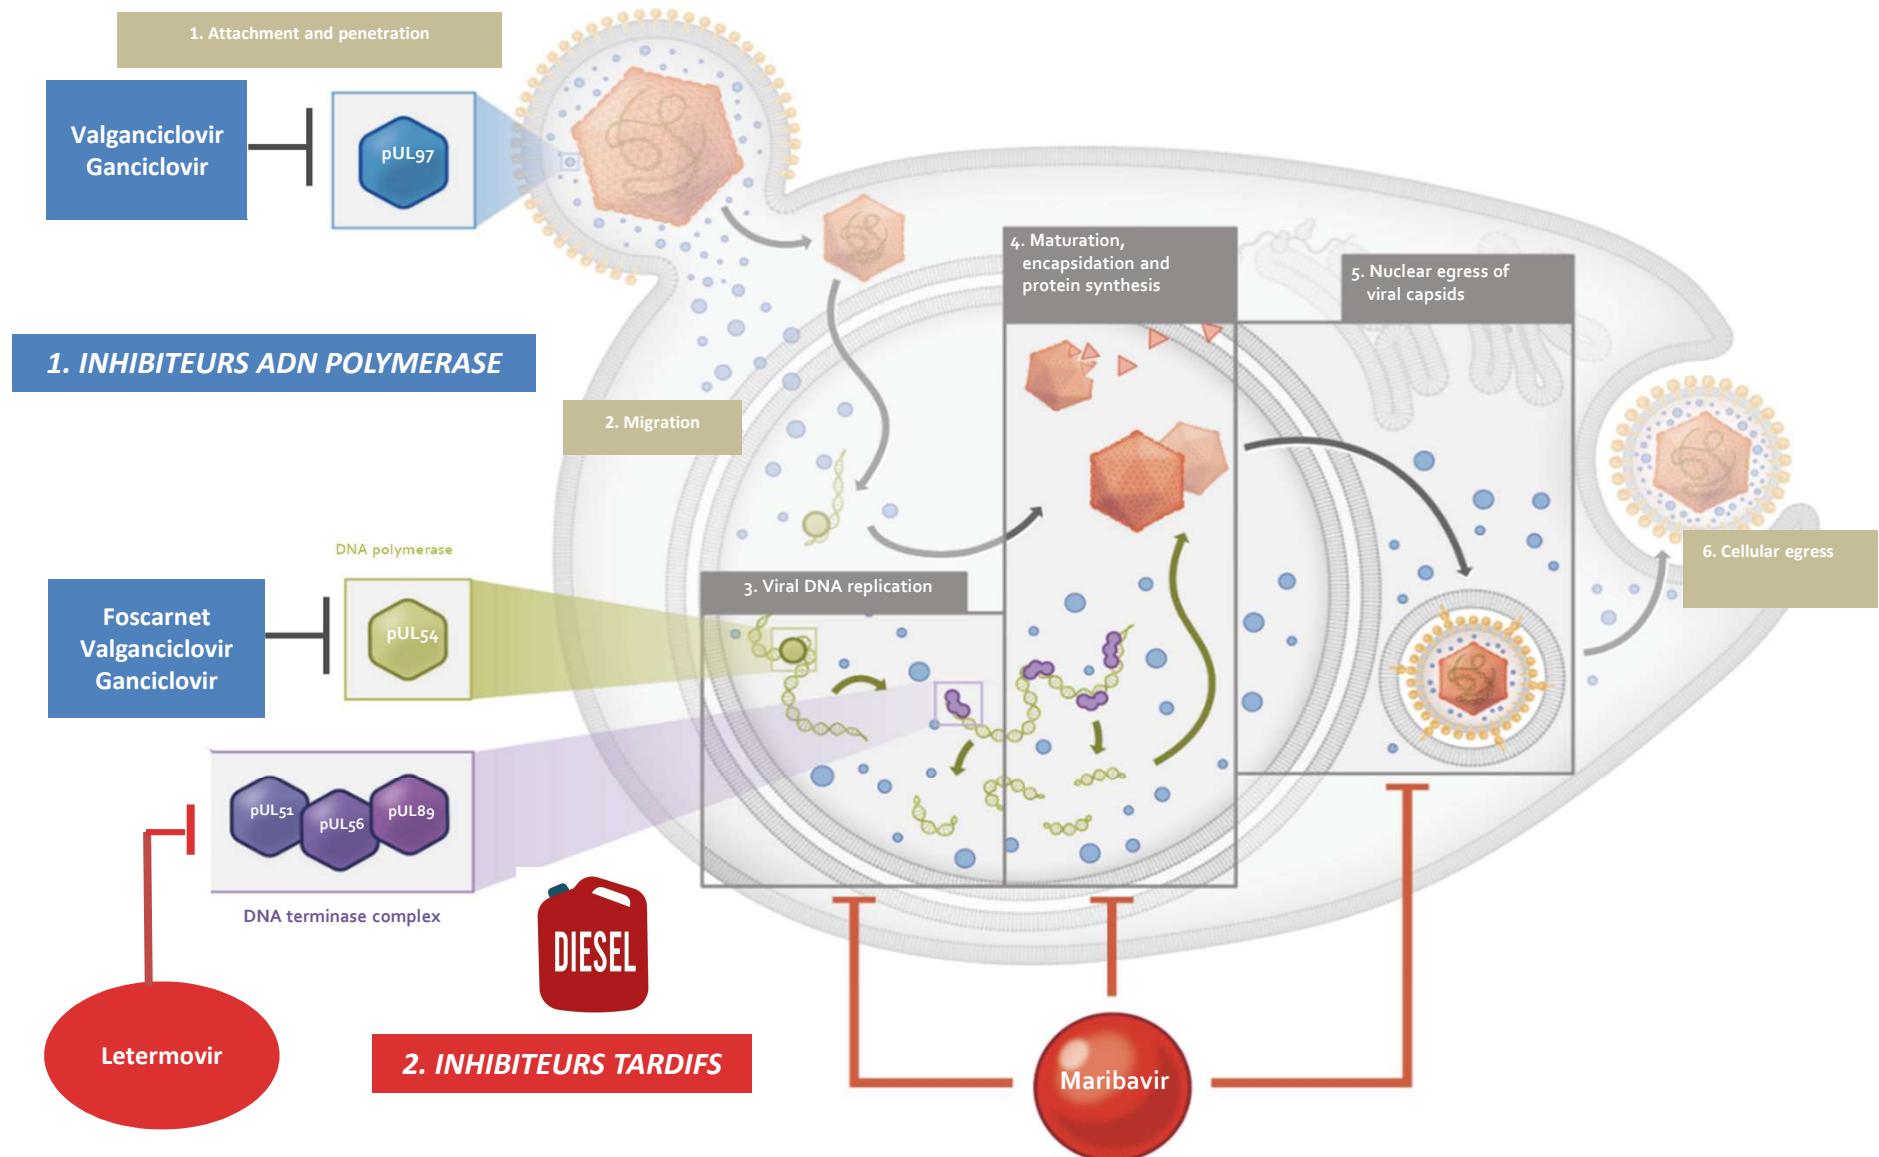 1. Attachment and penetration
Valganciclovir
Ganciclovir
pUL97
4. Maturation,
encapsidation and
protein synthesis
5. Nuclear egress of
viral capsids
1. INHIBITEURS ADN POLYMERASE
2. Migration
DNA polymerase
6. Cellular egress
3. Viral DNA replication
Foscarnet
Valganciclovir
Ganciclovir
pUL54
pUL51
pUL56
pUL89
DNA terminase complex
DIESEL
Letermovir
2. INHIBITEURS TARDIFS
Maribavir